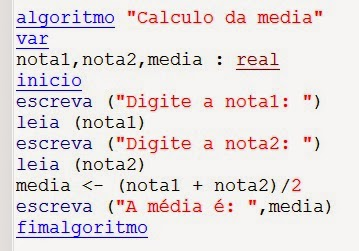 algoritmo "Calculo da media"
var
nota1,nota2,media : real
inicio
escreva ("Digite a nota1: ")
leia (nota1)
escreva ("Digite a nota2: ")
leia (nota2)
media <- (nota1 + nota2)/2
escreva ("A média é: ",media)
fimalgoritmo